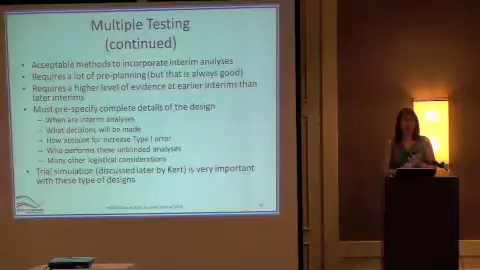 Multiple Testing
(continued)
• Acceptable methods to incorporate interim analyses
• Requires a lot of pre-planning (but that is always good)
• Requires a higher level of evidence at earlier interims than
later interims
• Must pre-specify complete details of the design
– When are interim analyses
– What decisions will be made
– How account for increase Type I error
– Who performs these unblinded analyses
– Many other logistical considerations
• Trial simulation (discussed later by Kert) is very important
with these type of designs